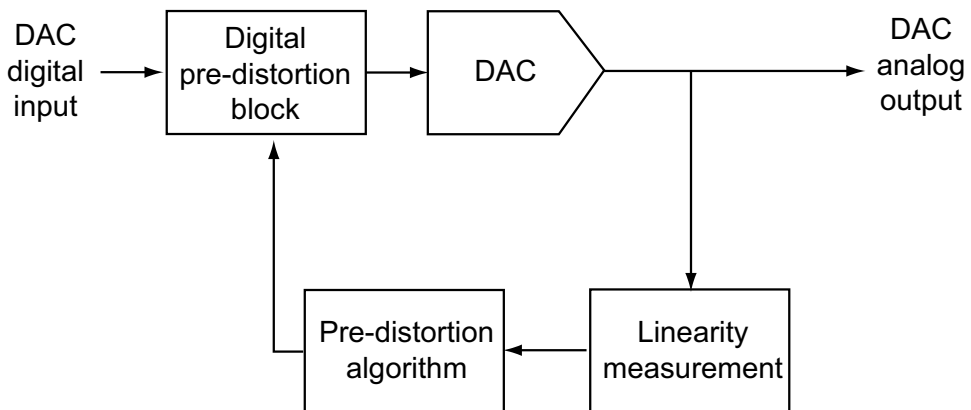 DAC
digital
input
Digital
pre-distortion
block
DAC
DAC
analog
output
Pre-distortion
algorithm
Linearity
measurement